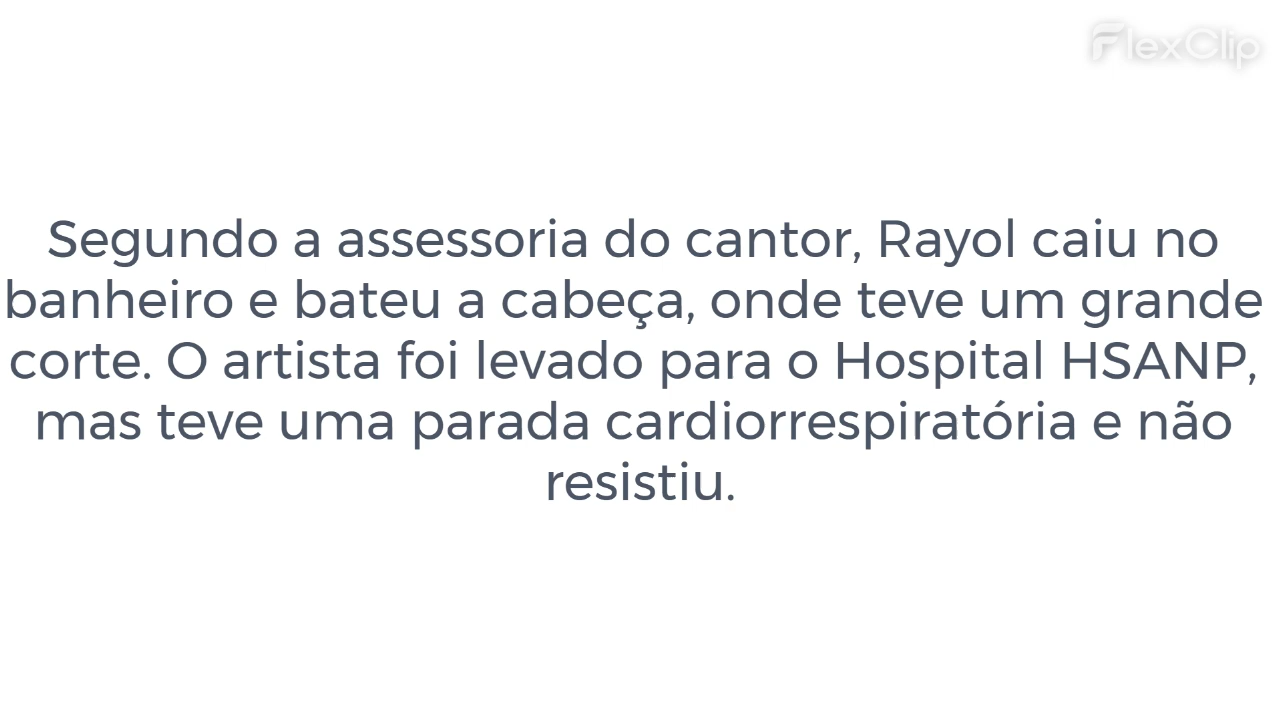 FlexClip
Segundo a assessoria do cantor, Rayol caiu no
banheiro e bateu a cabeça, onde teve um grande
corte. O artista foi levado para o Hospital HSANP,
mas teve uma parada cardiorrespiratória e não
resistiu.